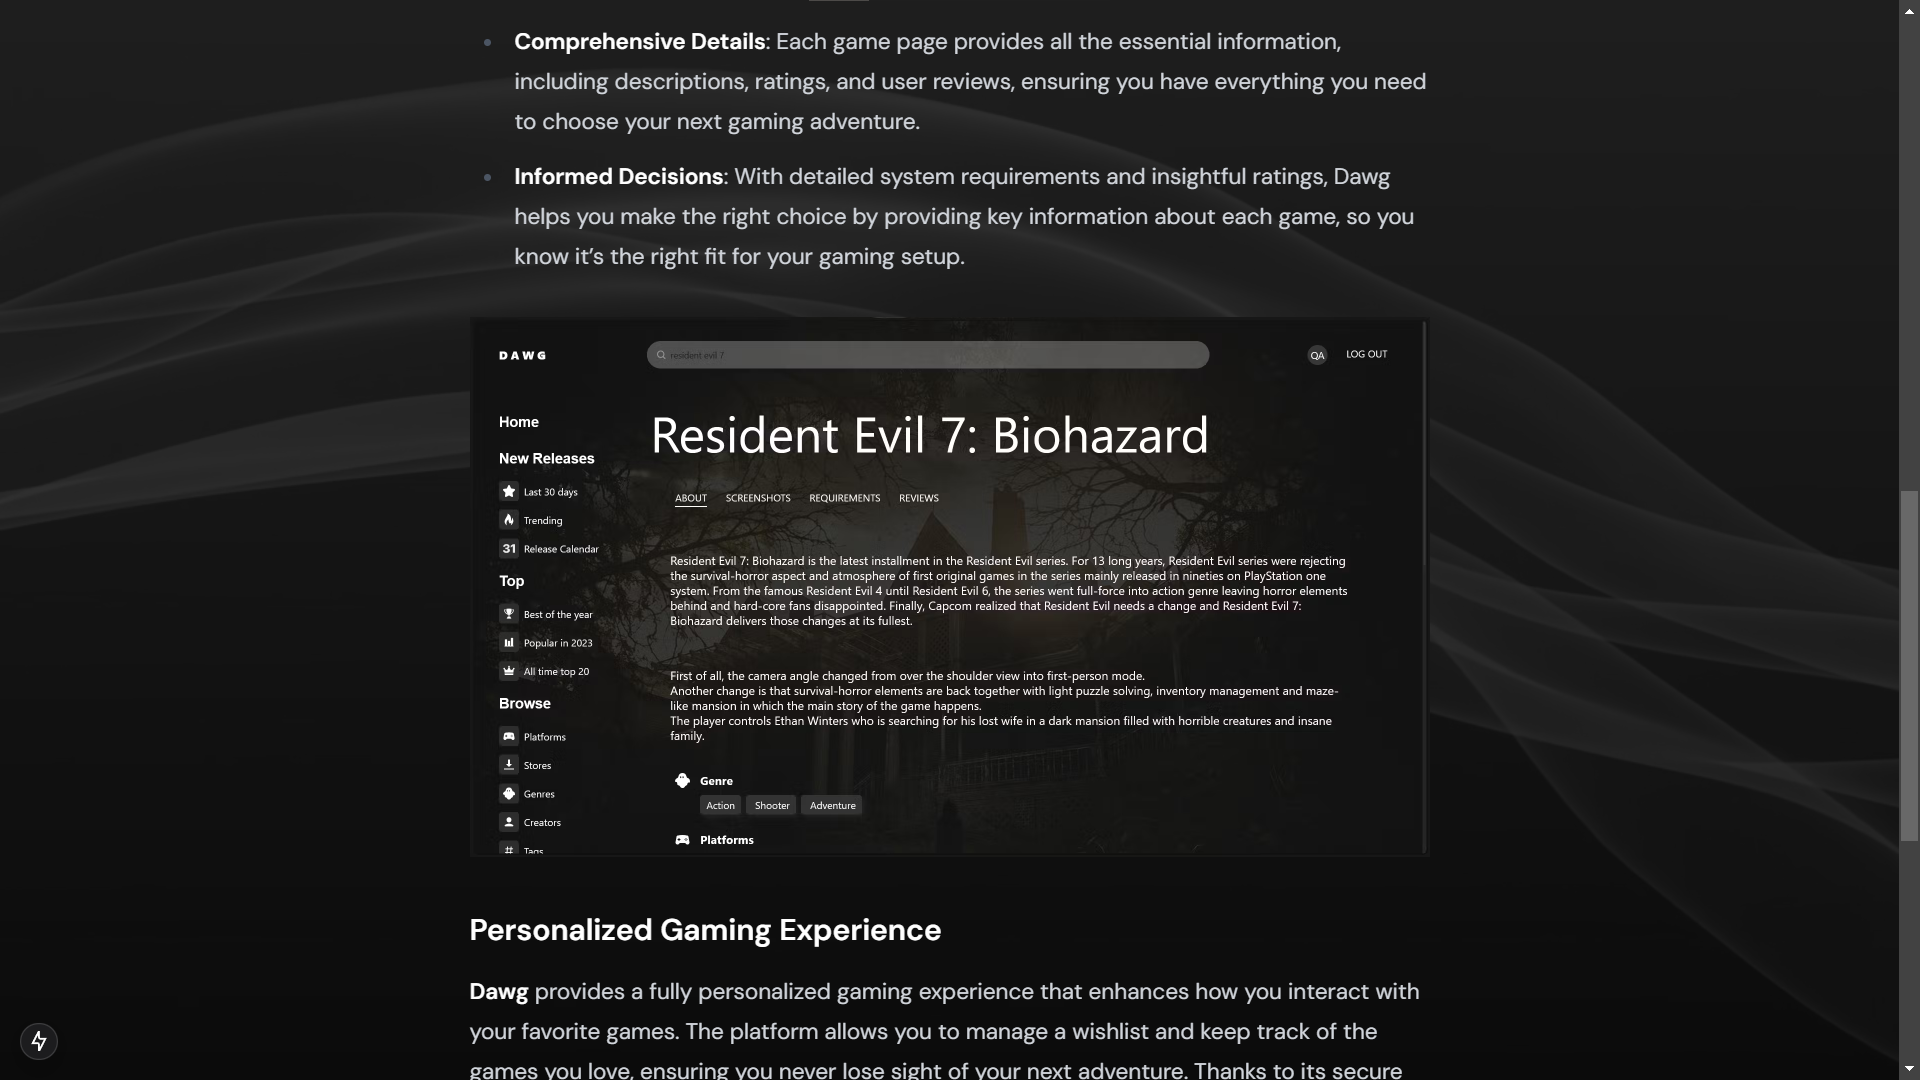 Comprehensive Details: Each game page provides all the essential information,
including descriptions, ratings, and user reviews, ensuring you have everything you need
to choose your next gaming adventure.
Informed Decisions: With detailed system requirements and insightful ratings, Dawg
helps you make the right choice by providing key information about each game, so you
know it’s the right fit for your gaming setup.
DAWG
resident evil 7
QA
LOG OUT
Home
New Releases
Last 30 days
Trending
31 Release Calendar
Top
Best of the year
Popular in 2023
All time top 20
Browse
Platforms
Stores
Genres
Creators
# Tags
Resident Evil 7: Biohazard
ABOUT SCREENSHOTS REQUIREMENTS REVIEWS
Resident Evil 7: Biohazard is the latest installment in the Resident Evil series. For 13 long years, Resident Evil series were rejecting
the survival-horror aspect and atmosphere of first original games in the series mainly released in nineties on PlayStation one
system. From the famous Resident Evil 4 until Resident Evil 6, the series went full-force into action genre leaving horror elements
behind and hard-core fans disappointed. Finally, Capcom realized that Resident Evil needs a change and Resident Evil 7:
Biohazard delivers those changes at its fullest.
First of all, the camera angle changed from over the shoulder view into first-person mode.
Another change is that survival-horror elements are back together with light puzzle solving, inventory management and maze-
like mansion in which the main story of the game happens.
The player controls Ethan Winters who is searching for his lost wife in a dark mansion filled with horrible creatures and insane
family.
Genre
Action Shooter Adventure
Platforms
Personalized Gaming Experience
Dawg provides a fully personalized gaming experience that enhances how you interact with
your favorite games. The platform allows you to manage a wishlist and keep track of the
games you love, ensuring you never lose sight of your next adventure. Thanks to its secure